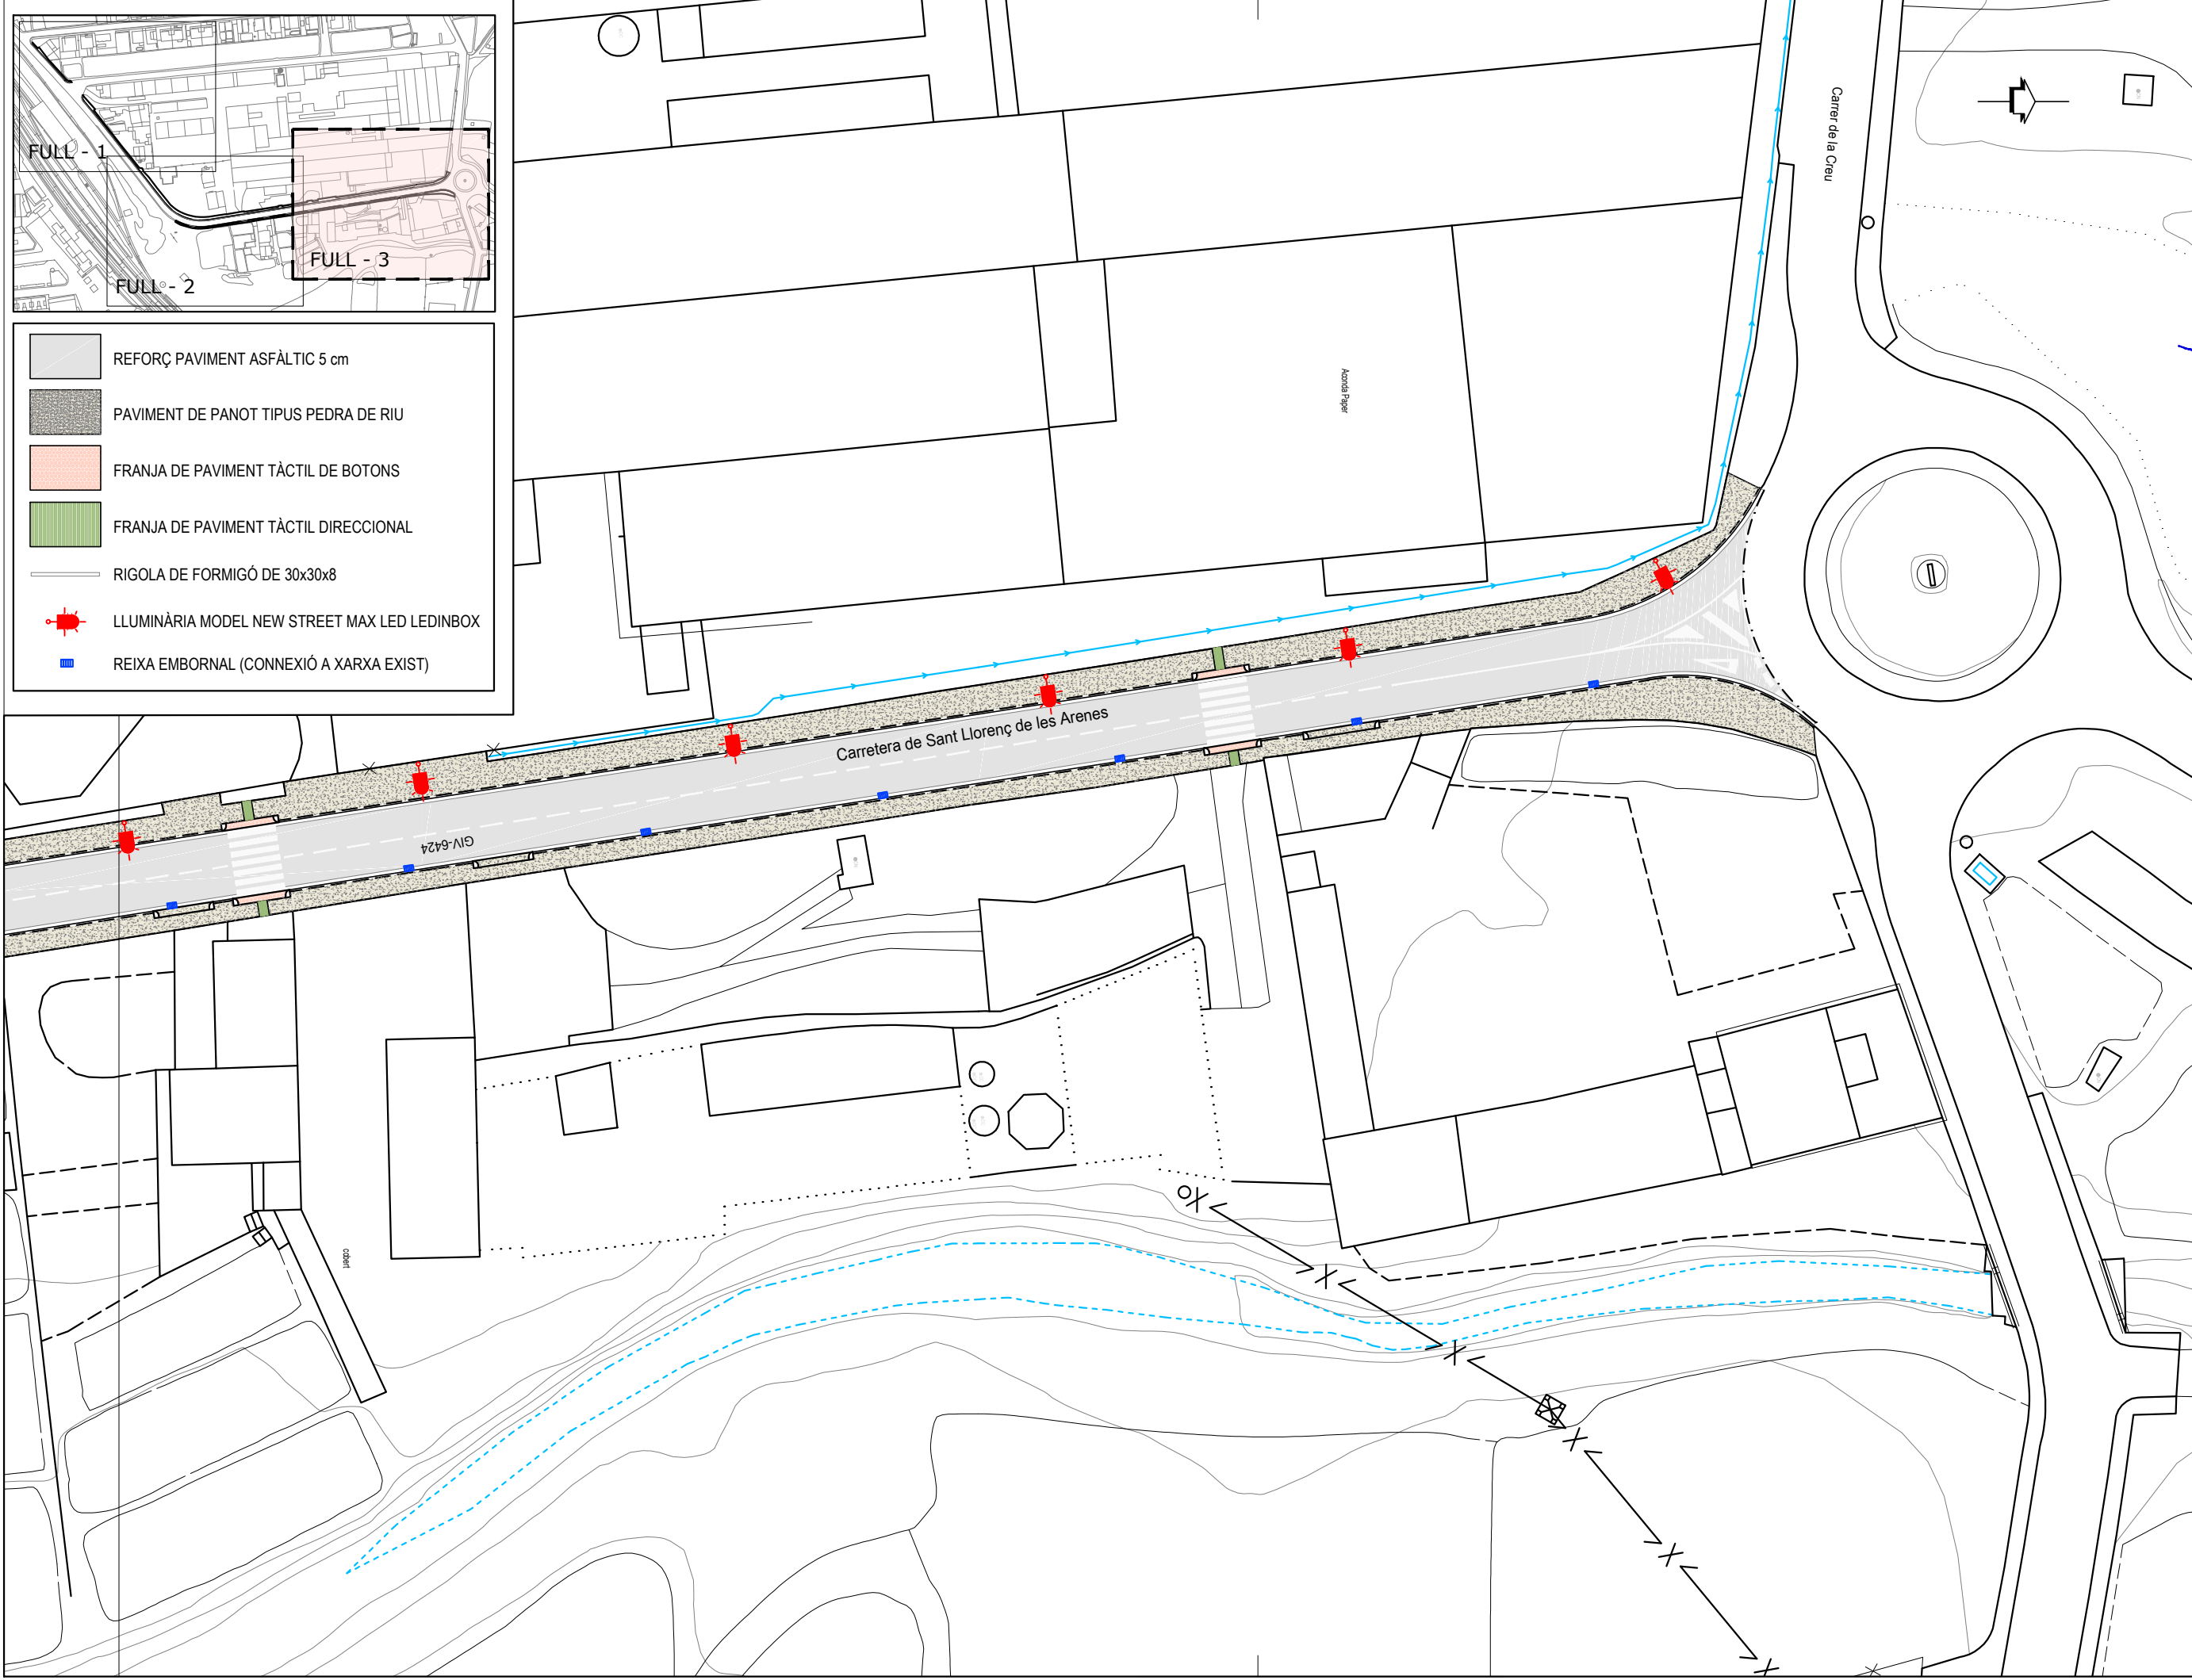 FULL - 1
FULL - 2
FULL - 3
REFORÇ PAVIMENT ASFÀLTIC 5 cm
PAVIMENT DE PANOT TIPUS PEDRA DE RIU
FRANJA DE PAVIMENT TÀCTIL DE BOTONS
FRANJA DE PAVIMENT TÀCTIL DIRECCIONAL
RIGOLA DE FORMIGÓ DE 30x30x8
LLUMINÀRIA MODEL NEW STREET MAX LED LEDINBOX
REIXA EMBORNAL (CONNEXIÓ A XARXA EXIST)
Carrer de la Creu
Aconda Paper
Carretera de Sant Llorenç de les Arenes
GIV-6424
cobert